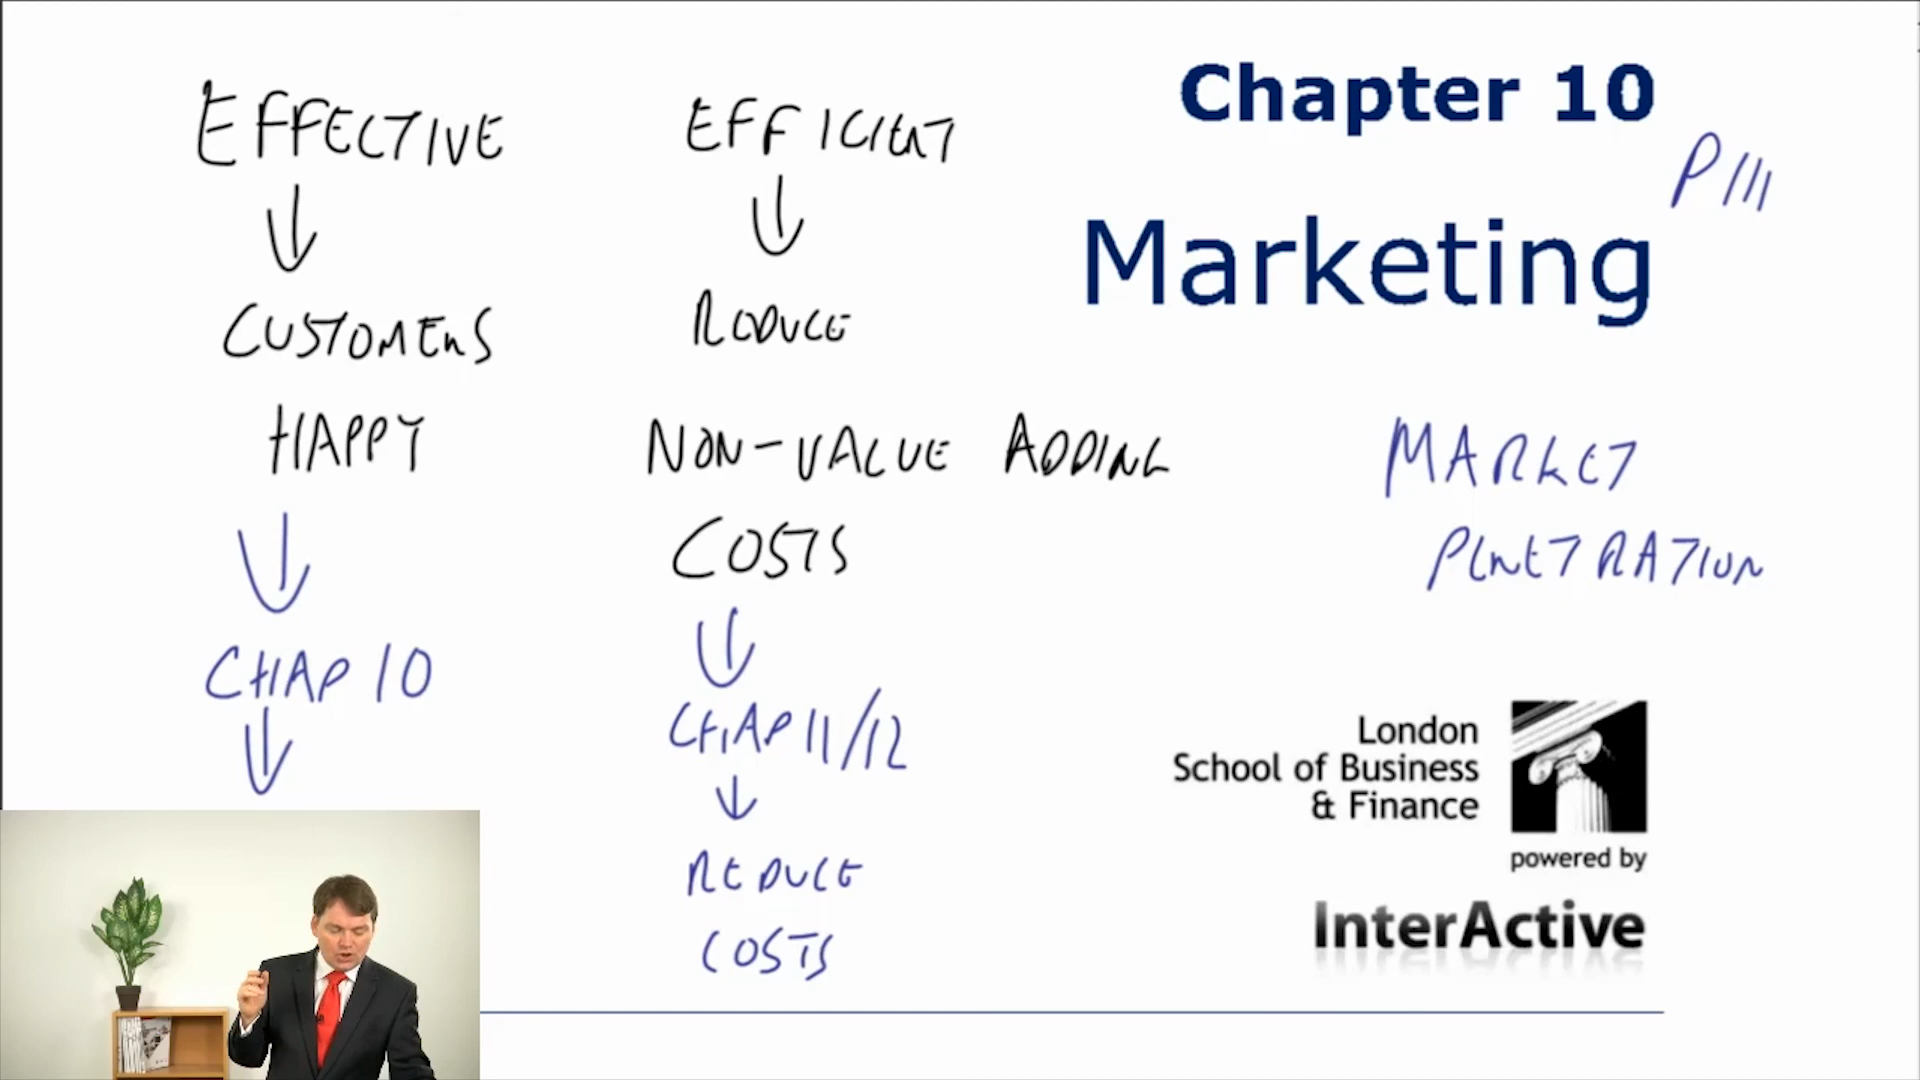 EFFECTIVE
CUSTOMERS
HAPPY
CHAP 10
EFFICIENT
REDUCE
NON-VALUE ADDING
COSTS
CHAP 11/12
REDUCE
COSTS
Chapter 10
P111
Marketing
MARKET
PENETRATION
London
School of Business
& Finance
powered by
InterActive